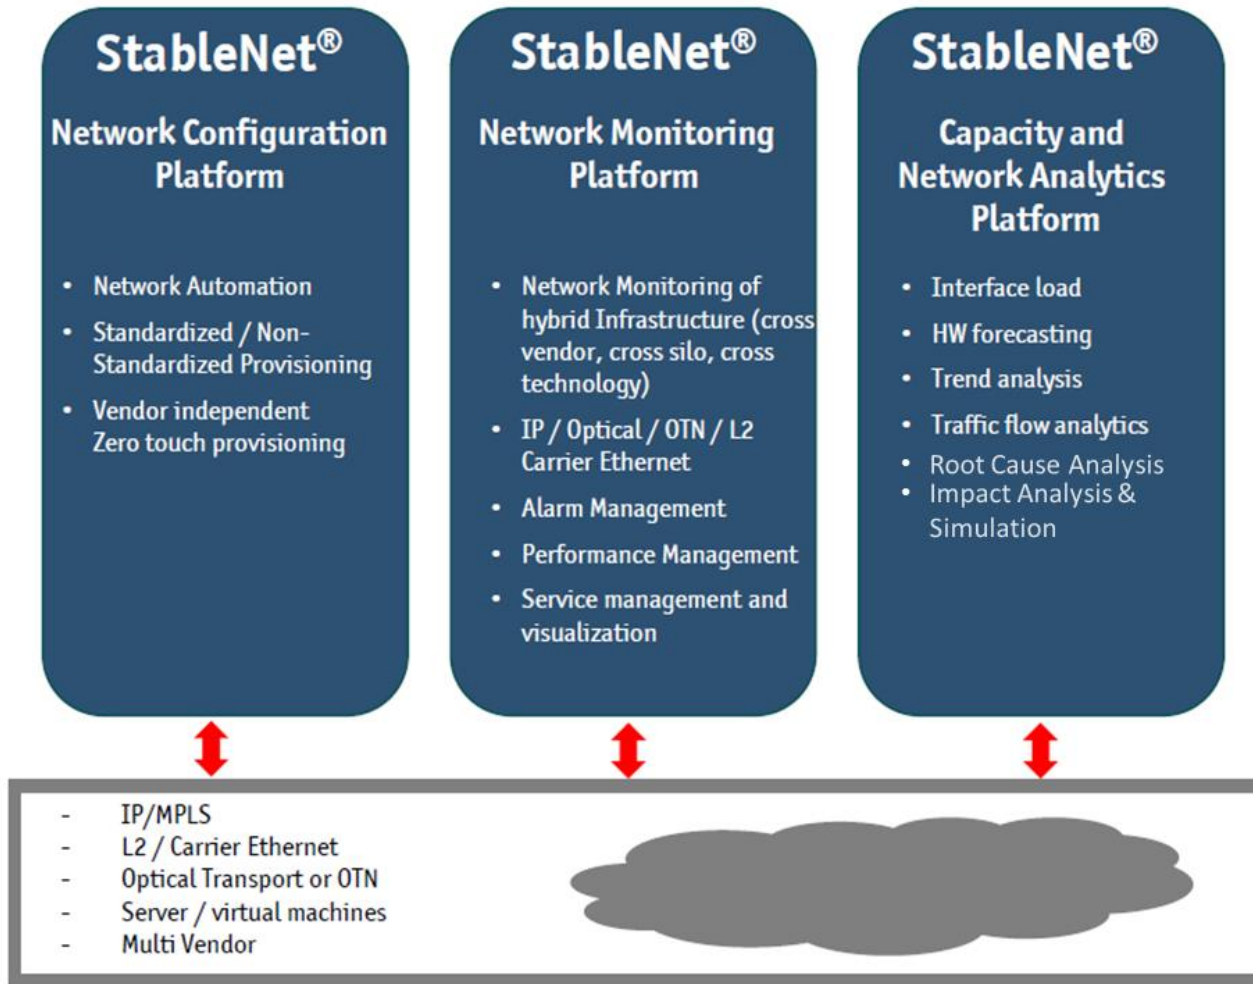 StableNet®
Network Configuration
Platform
• Network Automation
• Standardized / Non-
Standardized Provisioning
• Vendor independent
Zero touch provisioning
StableNet®
Network Monitoring
Platform
• Network Monitoring of
hybrid Infrastructure (cross
vendor, cross silo, cross
technology)
• IP / Optical / OTN / L2
Carrier Ethernet
• Alarm Management
• Performance Management
• Service management and
visualization
StableNet®
Capacity and
Network Analytics
Platform
• Interface load
• HW forecasting
• Trend analysis
• Traffic flow analytics
• Root Cause Analysis
• Impact Analysis &
Simulation
- IP/MPLS
- L2 / Carrier Ethernet
- Optical Transport or OTN
- Server / virtual machines
- Multi Vendor